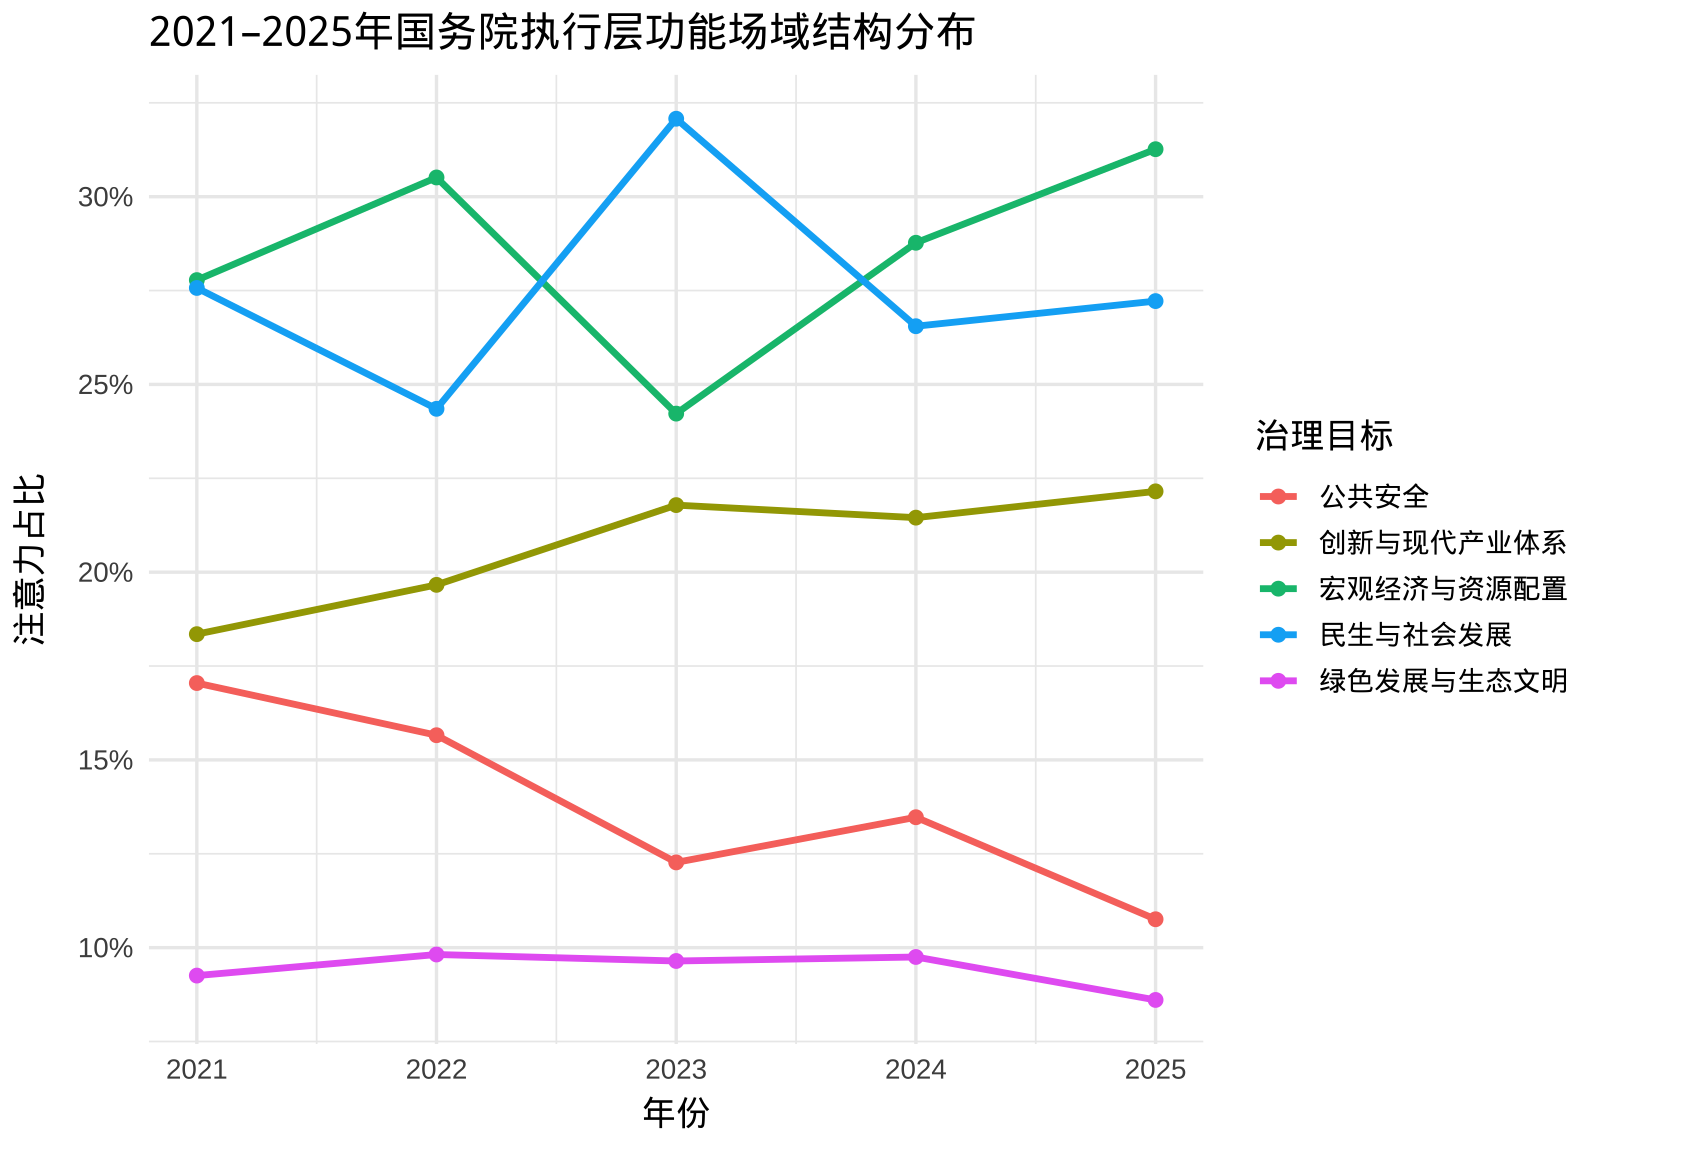 2021–2025年国务院执行层功能场域结构分布
注意力占比
30%
25%
20%
15%
10%
2021
2022
2023
2024
2025
年份
治理目标
公共安全
创新与现代产业体系
宏观经济与资源配置
民生与社会发展
绿色发展与生态文明